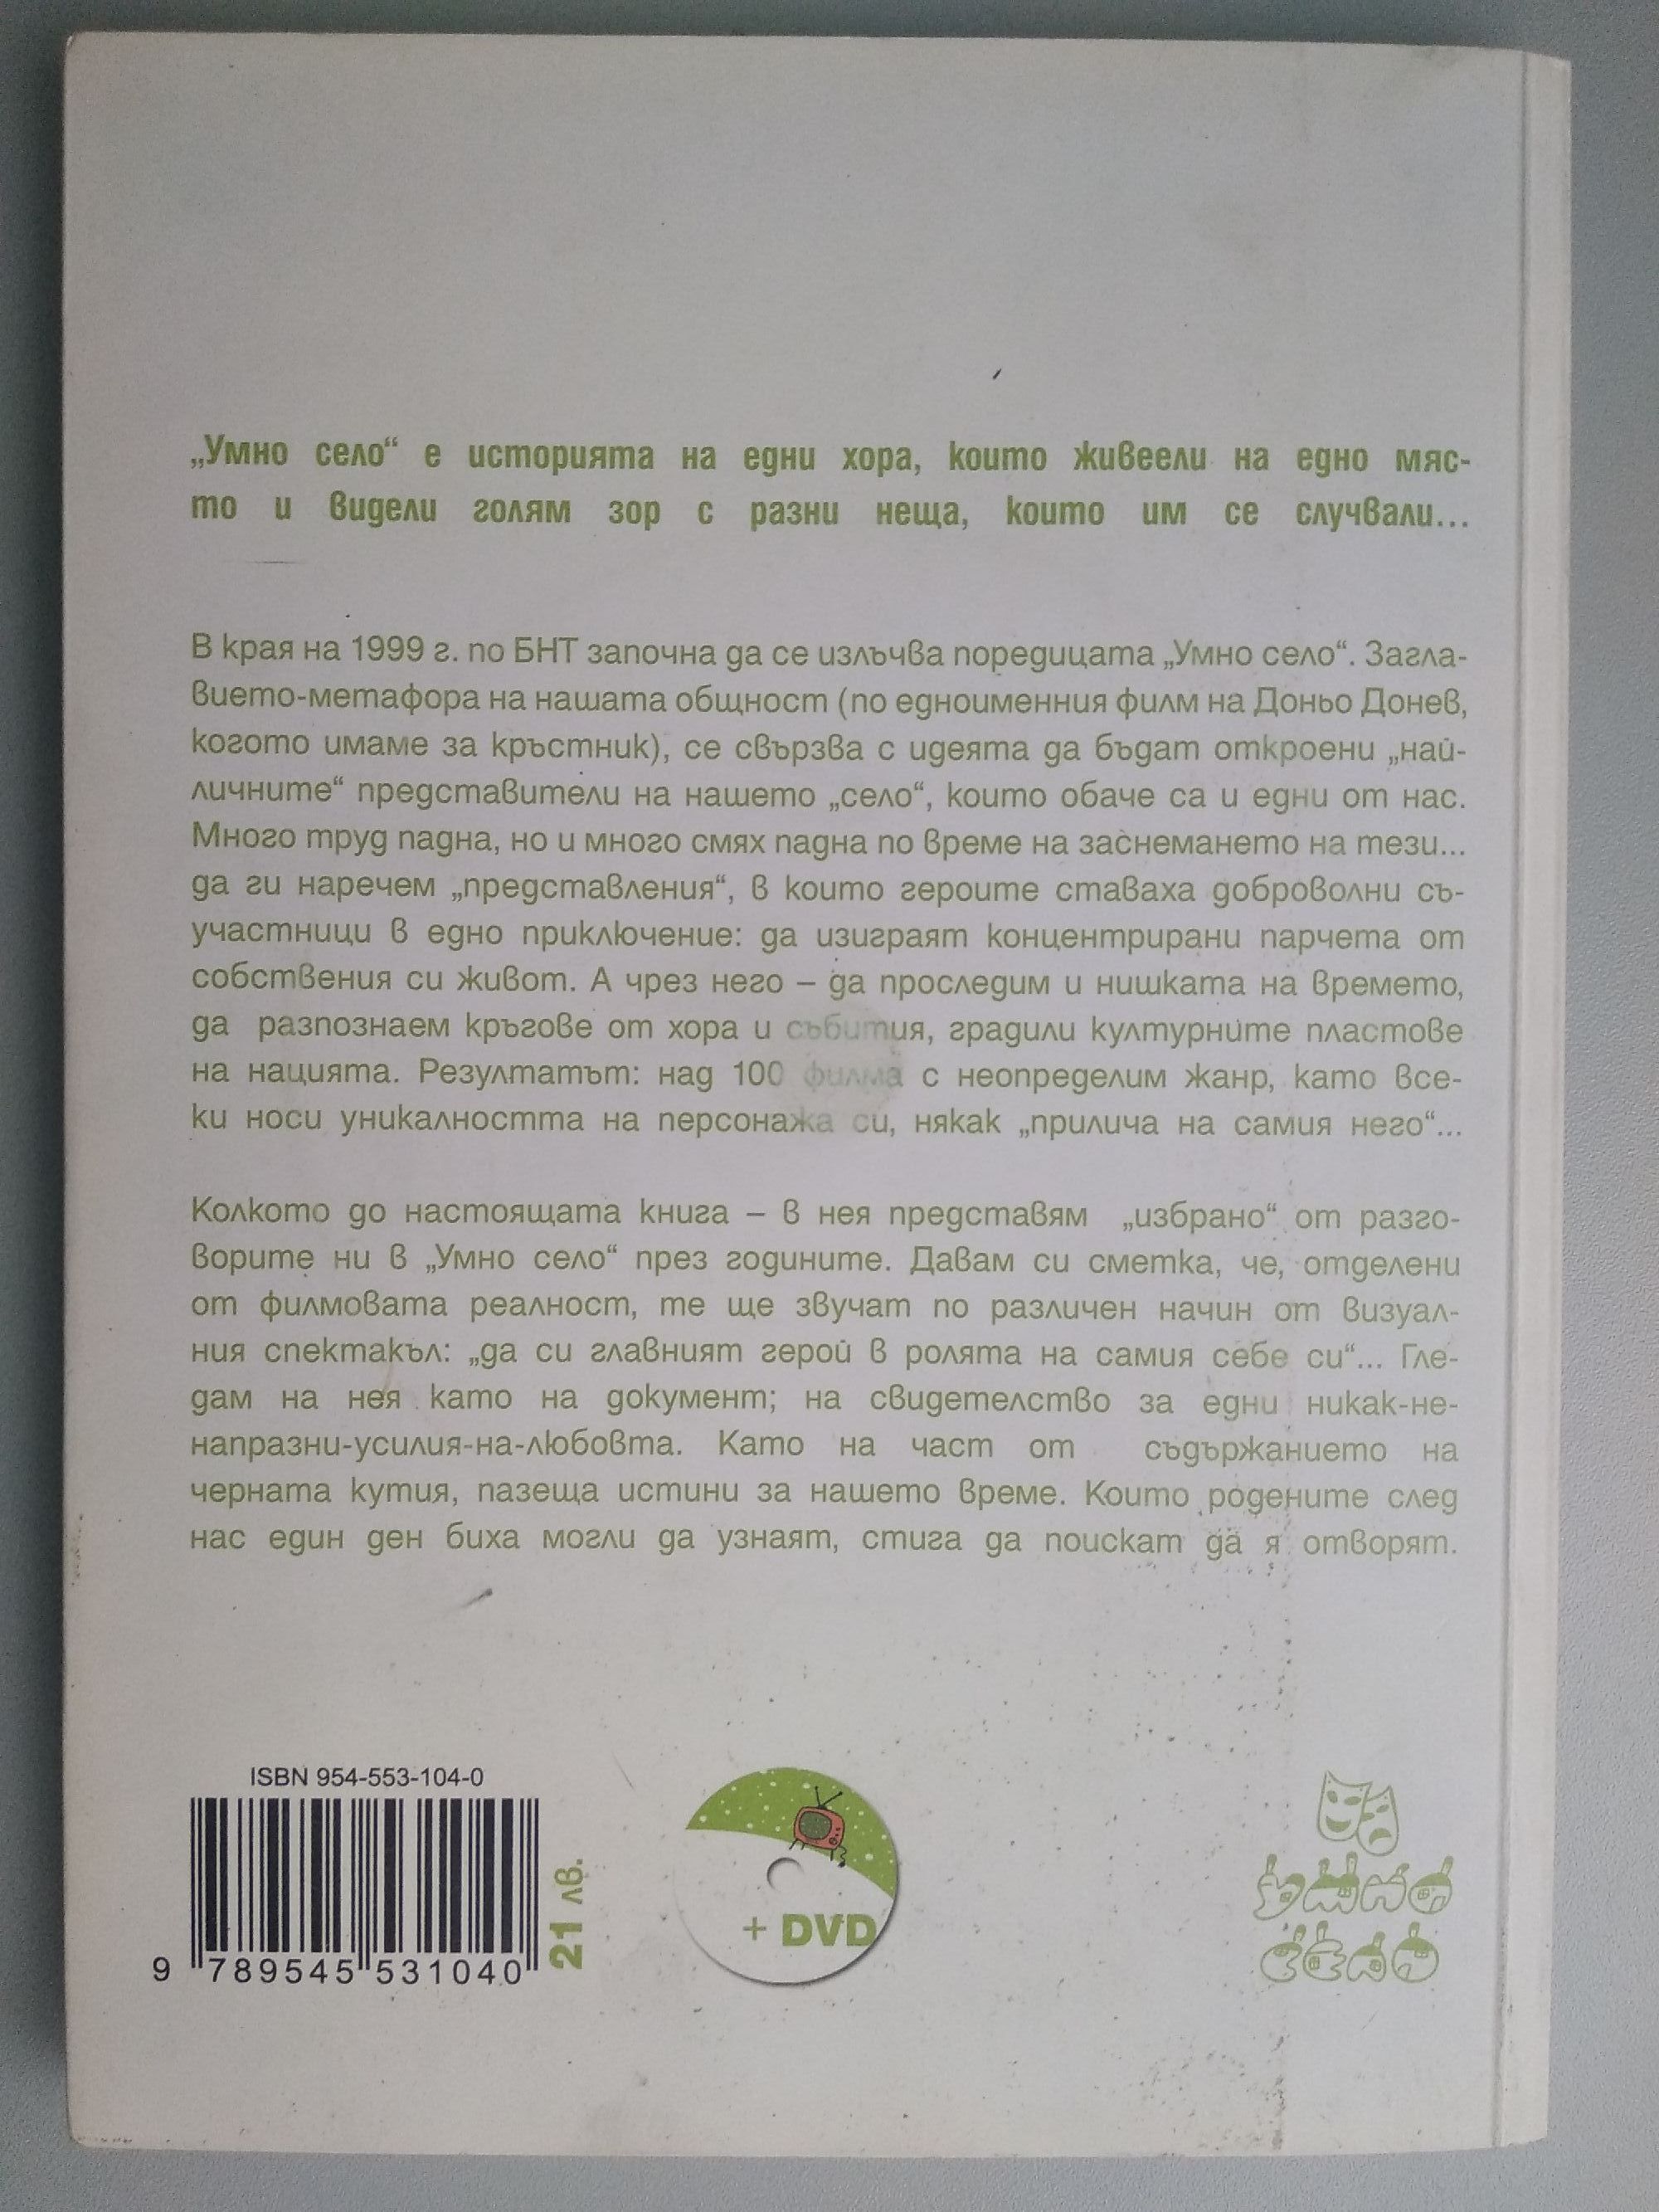 „Умно село“ е историята на едни хора, които живеели на едно мяс-
то и видели голям зор с разни неща, които им се случвали...
В края на 1999 г. по БНТ започна да се излъчва поредицата „Умно село“. Загла-
вието-метафора на нашата общност (по едноименния филм на Доньо Донев,
когото имаме за кръстник), се свързва с идеята да бъдат откроени „най-
личните“ представители на нашето „село“, които обаче са и едни от нас.
Много труд падна, но и много смях падна по време на заснемането на тези...
да ги наречем „представления“, в които героите ставаха доброволни съ-
участници в едно приключение: да изиграят концентрирани парчета от
собствения си живот. А чрез него – да проследим и нишката на времето,
да разпознаем кръгове от хора и събития, градили културните пластове
на нацията. Резултатът: над 100 филма с неопределим жанр, като все-
ки носи уникалността на персонажа си, някак „прилича на самия него“...
Колкото до настоящата книга – в нея представям „избрано“ от разго-
ворите ни в „Умно село“ през годините. Давам си сметка, че, отделени
от филмовата реалност, те ще звучат по различен начин от визуал-
ния спектакъл: „да си главният герой в ролята на самия себе си“... Гле-
дам на нея като на документ; на свидетелство за едни никак-не-
напразни-усилия-на-любовта. Като на част от съдържанието на
черната кутия, пазеща истини за нашето време. Които родените след
нас един ден биха могли да узнаят, стига да поискат да я отворят.
ISBN 954-553-104-0
9 789545 531040
21 лв.
+ DVD
умно
село